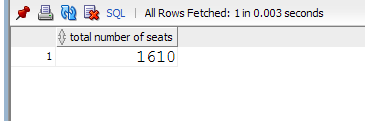 SQL | All Rows Fetched: 1 in 0.003 seconds
total number of seats
1 1610